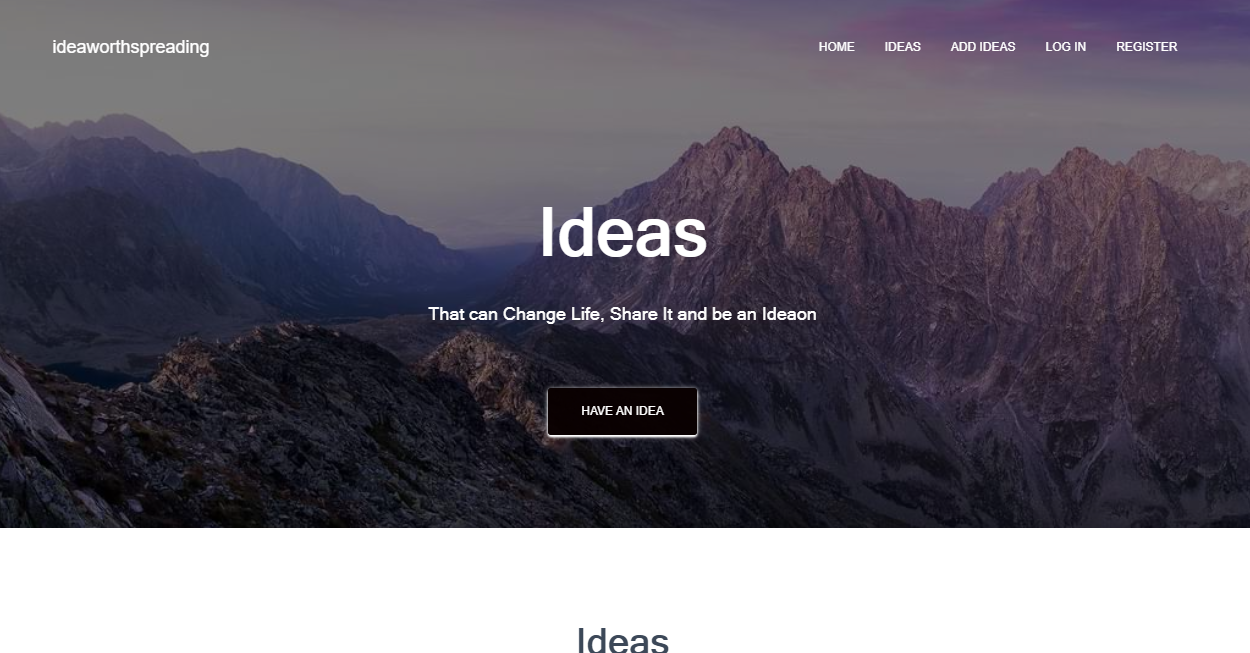 ideaworthspreading
HOME IDEAS ADD IDEAS LOG IN REGISTER
Ideas
That can Change Life, Share It and be an Ideaon
HAVE AN IDEA
Ideas